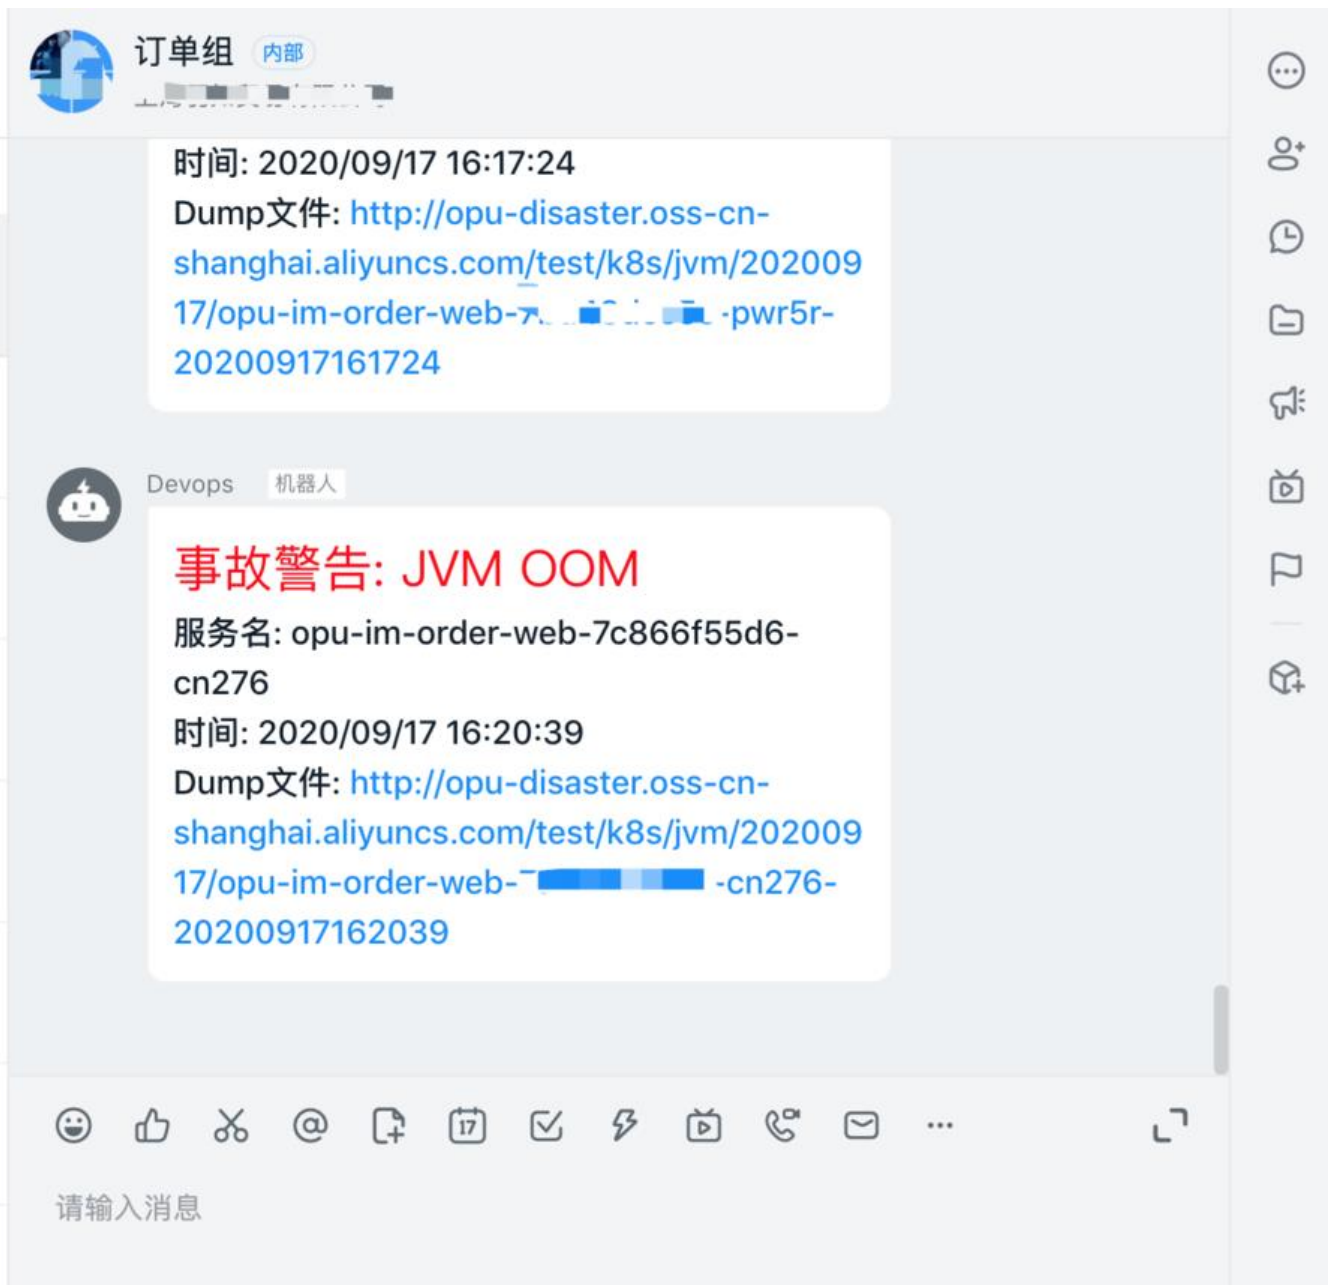 订单组 内部
时间: 2020/09/17 16:17:24
Dump文件: http://opu-disaster.oss-cn-
shanghai.aliyuncs.com/test/k8s/jvm/202009
17/opu-im-order-web- -pwr5r-
20200917161724
Devops 机器人
事故警告: JVM OOM
服务名: opu-im-order-web-7c866f55d6-
cn276
时间: 2020/09/17 16:20:39
Dump文件: http://opu-disaster.oss-cn-
shanghai.aliyuncs.com/test/k8s/jvm/202009
17/opu-im-order-web- -cn276-
20200917162039
17
请输入消息